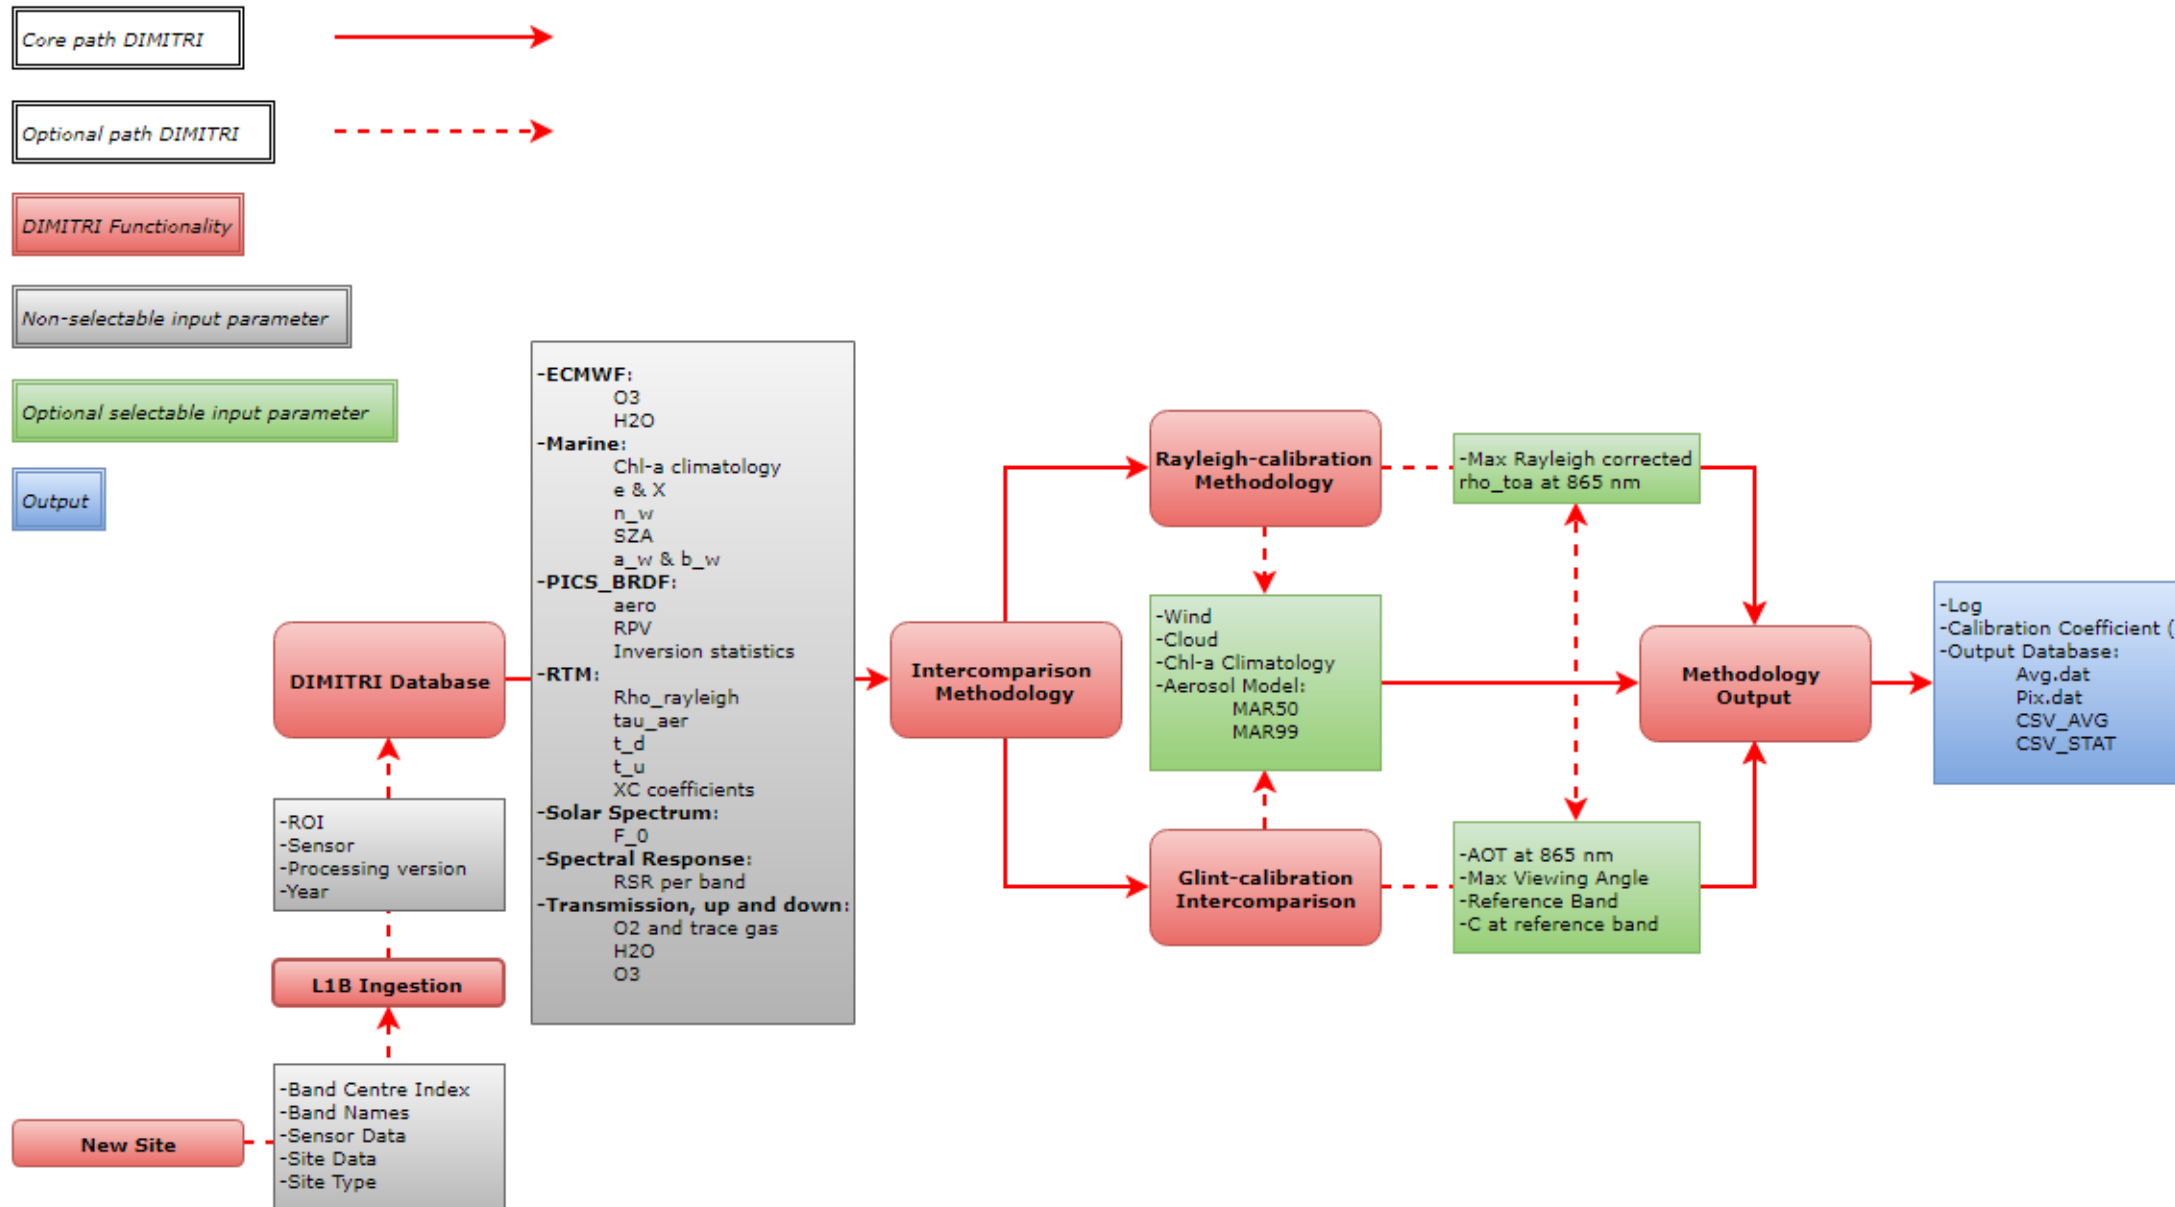 Core path DIMITRI
Optional path DIMITRI
DIMITRI Functionality
Non-selectable input parameter
Optional selectable input parameter
Output
New Site
-Band Centre Index
-Band Names
-Sensor Data
-Site Data
-Site Type
L1B Ingestion
-ROI
-Sensor
-Processing version
-Year
DIMITRI Database
-ECMWF:
O3
H2O
-Marine:
Chl-a climatology
e & X
n_w
SZA
a_w & b_w
-PICS_BRDF:
aero
RPV
Inversion statistics
-RTM:
Rho_rayleigh
tau_aer
t_d
t_u
XC coefficients
-Solar Spectrum:
F_0
-Spectral Response:
RSR per band
-Transmission, up and down:
O2 and trace gas
H2O
O3
Intercomparison
Methodology
Rayleigh-calibration
Methodology
-Max Rayleigh corrected
rho_toa at 865 nm
-Wind
-Cloud
-Chl-a Climatology
-Aerosol Model:
MAR50
MAR99
Glint-calibration
Intercomparison
-AOT at 865 nm
-Max Viewing Angle
-Reference Band
-C at reference band
Methodology
Output
-Log
-Calibration Coefficient (
-Output Database:
Avg.dat
Pix.dat
CSV_AVG
CSV_STAT